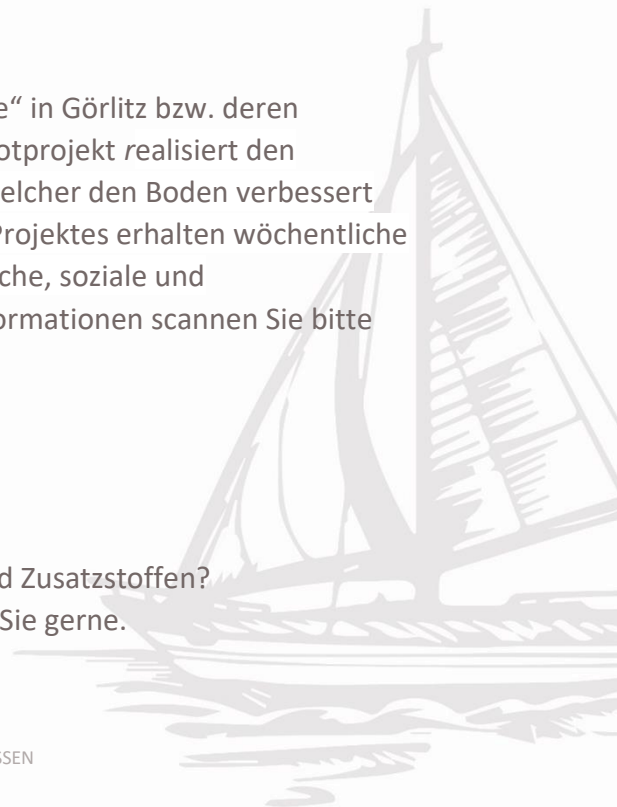 e“ in Görlitz bzw. deren
otprojekt realisiert den
elcher den Boden verbessert
Projektes erhalten wöchentliche
che, soziale und
ormationen scannen Sie bitte
d Zusatzstoffen?
Sie gerne.
SSEN